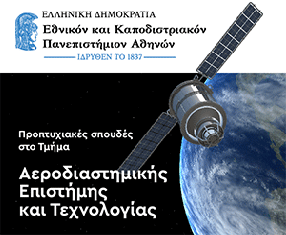 ΕΛΛΗΝΙΚΗ ΔΗΜΟΚΡΑΤΙΑ
Εθνικόν και Καποδιστριακόν
Πανεπιστήμιον Αθηνών
ΙΔΡΥΘΕΝ ΤΟ 1837
Προπτυχιακές σπουδές
στο Τμήμα
Αεροδιαστημικής
Επιστήμης
και Τεχνολογίας